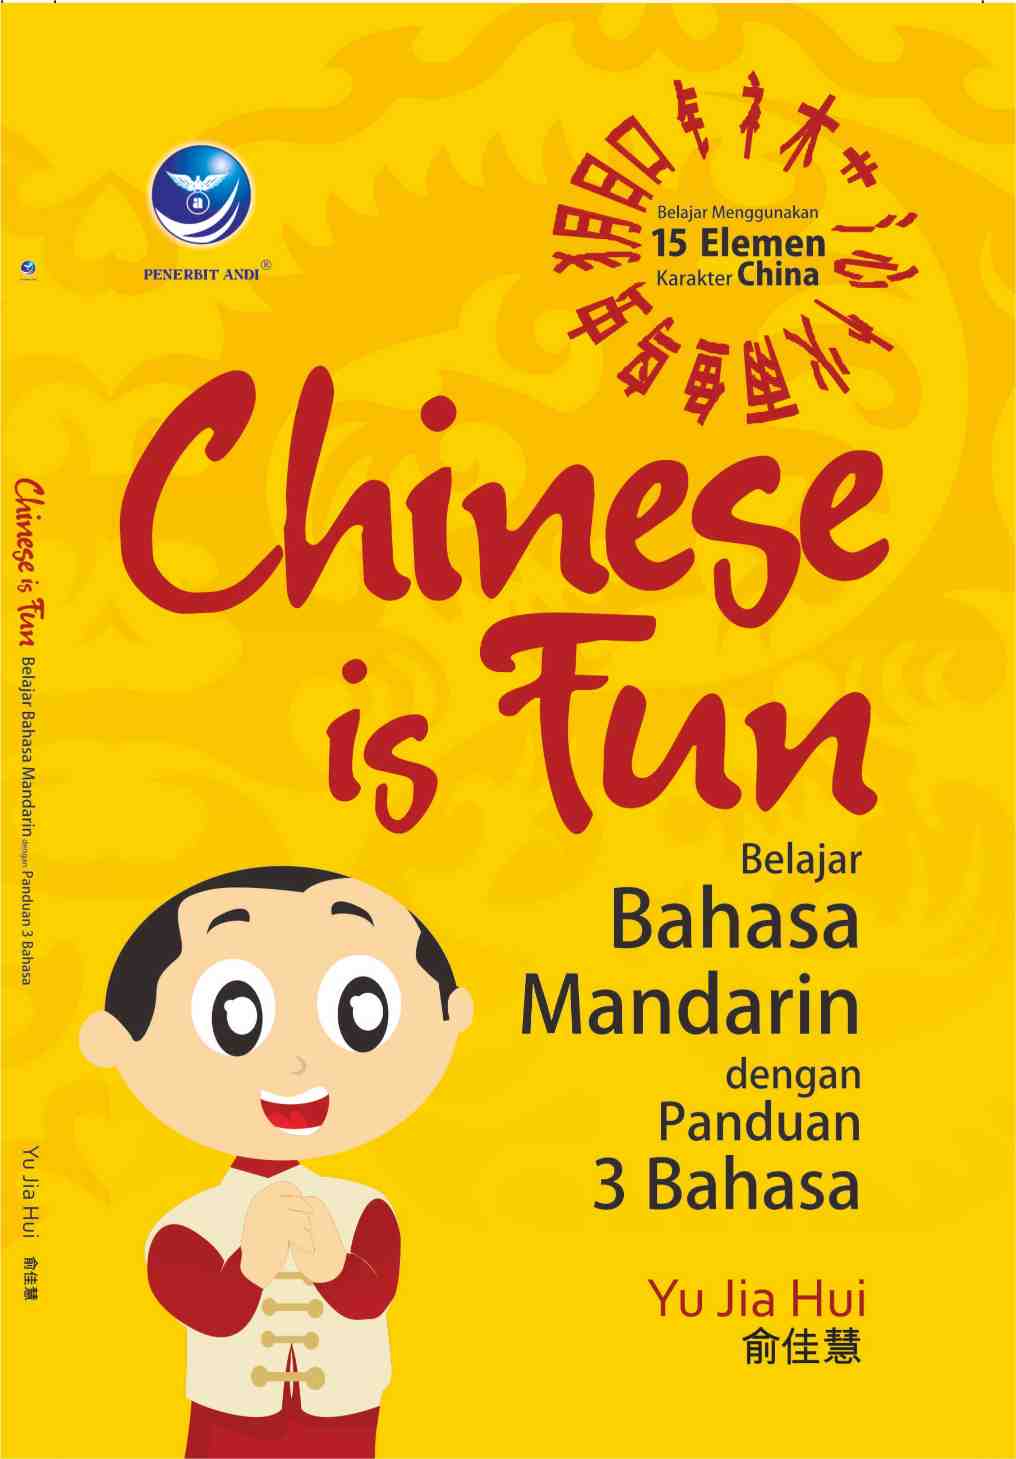 PENERBIT ANDI®
Belajar Menggunakan
15 Elemen
Karakter China
Chinese
is Fun
Belajar
Bahasa
Mandarin
dengan
Panduan
3 Bahasa
Yu Jia Hui
俞佳慧
Chinese is Fun Belajar Bahasa Mandarin dengan Panduan 3 Bahasa
Yu Jia Hui 俞佳慧